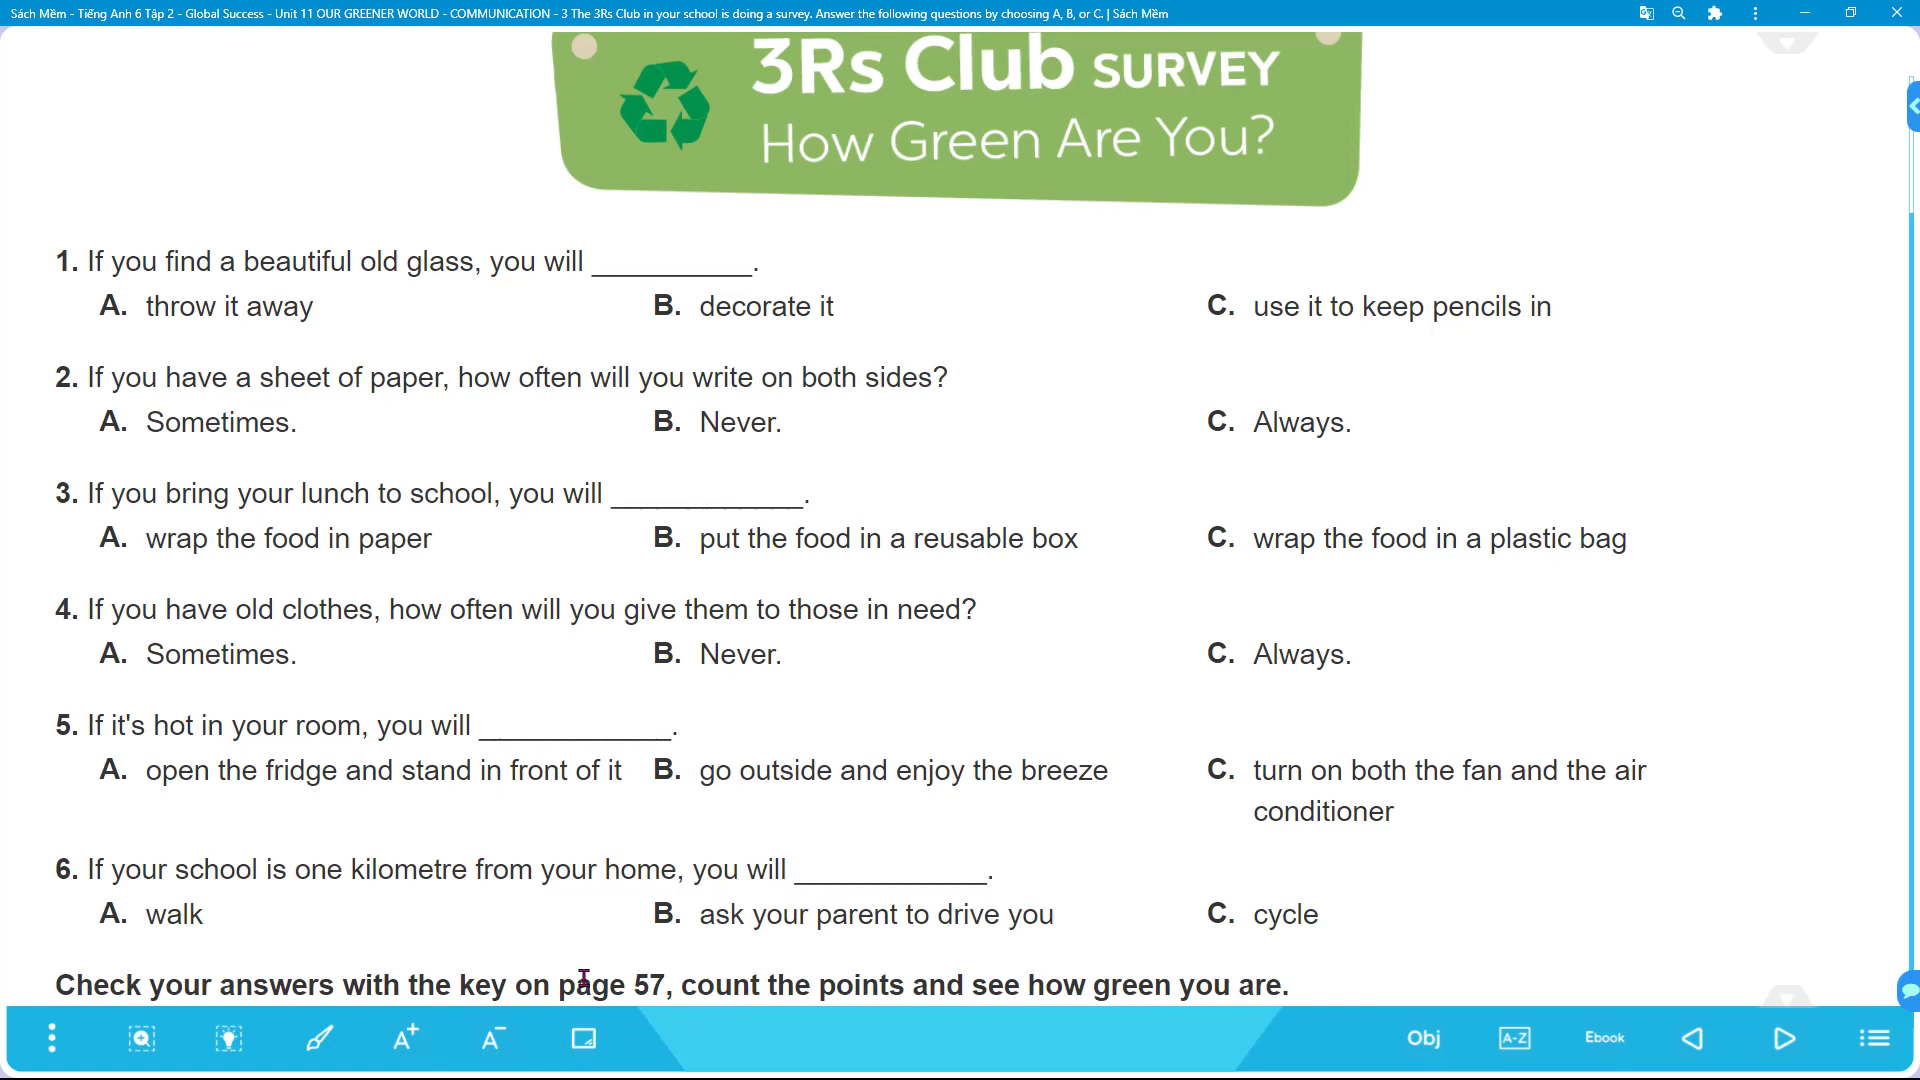 Sách Mềm - Tiếng Anh 6 Tập 2 - Global Success - Unit 11 OUR GREENER WORLD - COMMUNICATION - 3 The 3Rs Club in your school is doing a survey. Answer the following questions by choosing A, B, or C. | Sách Mềm
3Rs Club SURVEY
How Green Are You?
1. If you find a beautiful old glass, you will __________.
A. throw it away B. decorate it C. use it to keep pencils in
2. If you have a sheet of paper, how often will you write on both sides?
A. Sometimes. B. Never. C. Always.
3. If you bring your lunch to school, you will ____________.
A. wrap the food in paper B. put the food in a reusable box C. wrap the food in a plastic bag
4. If you have old clothes, how often will you give them to those in need?
A. Sometimes. B. Never. C. Always.
5. If it's hot in your room, you will ____________.
A. open the fridge and stand in front of it B. go outside and enjoy the breeze C. turn on both the fan and the air
conditioner
6. If your school is one kilometre from your home, you will ____________.
A. walk B. ask your parent to drive you C. cycle
Check your answers with the key on page 57, count the points and see how green you are.
A+ A− Obj A-Z Ebook